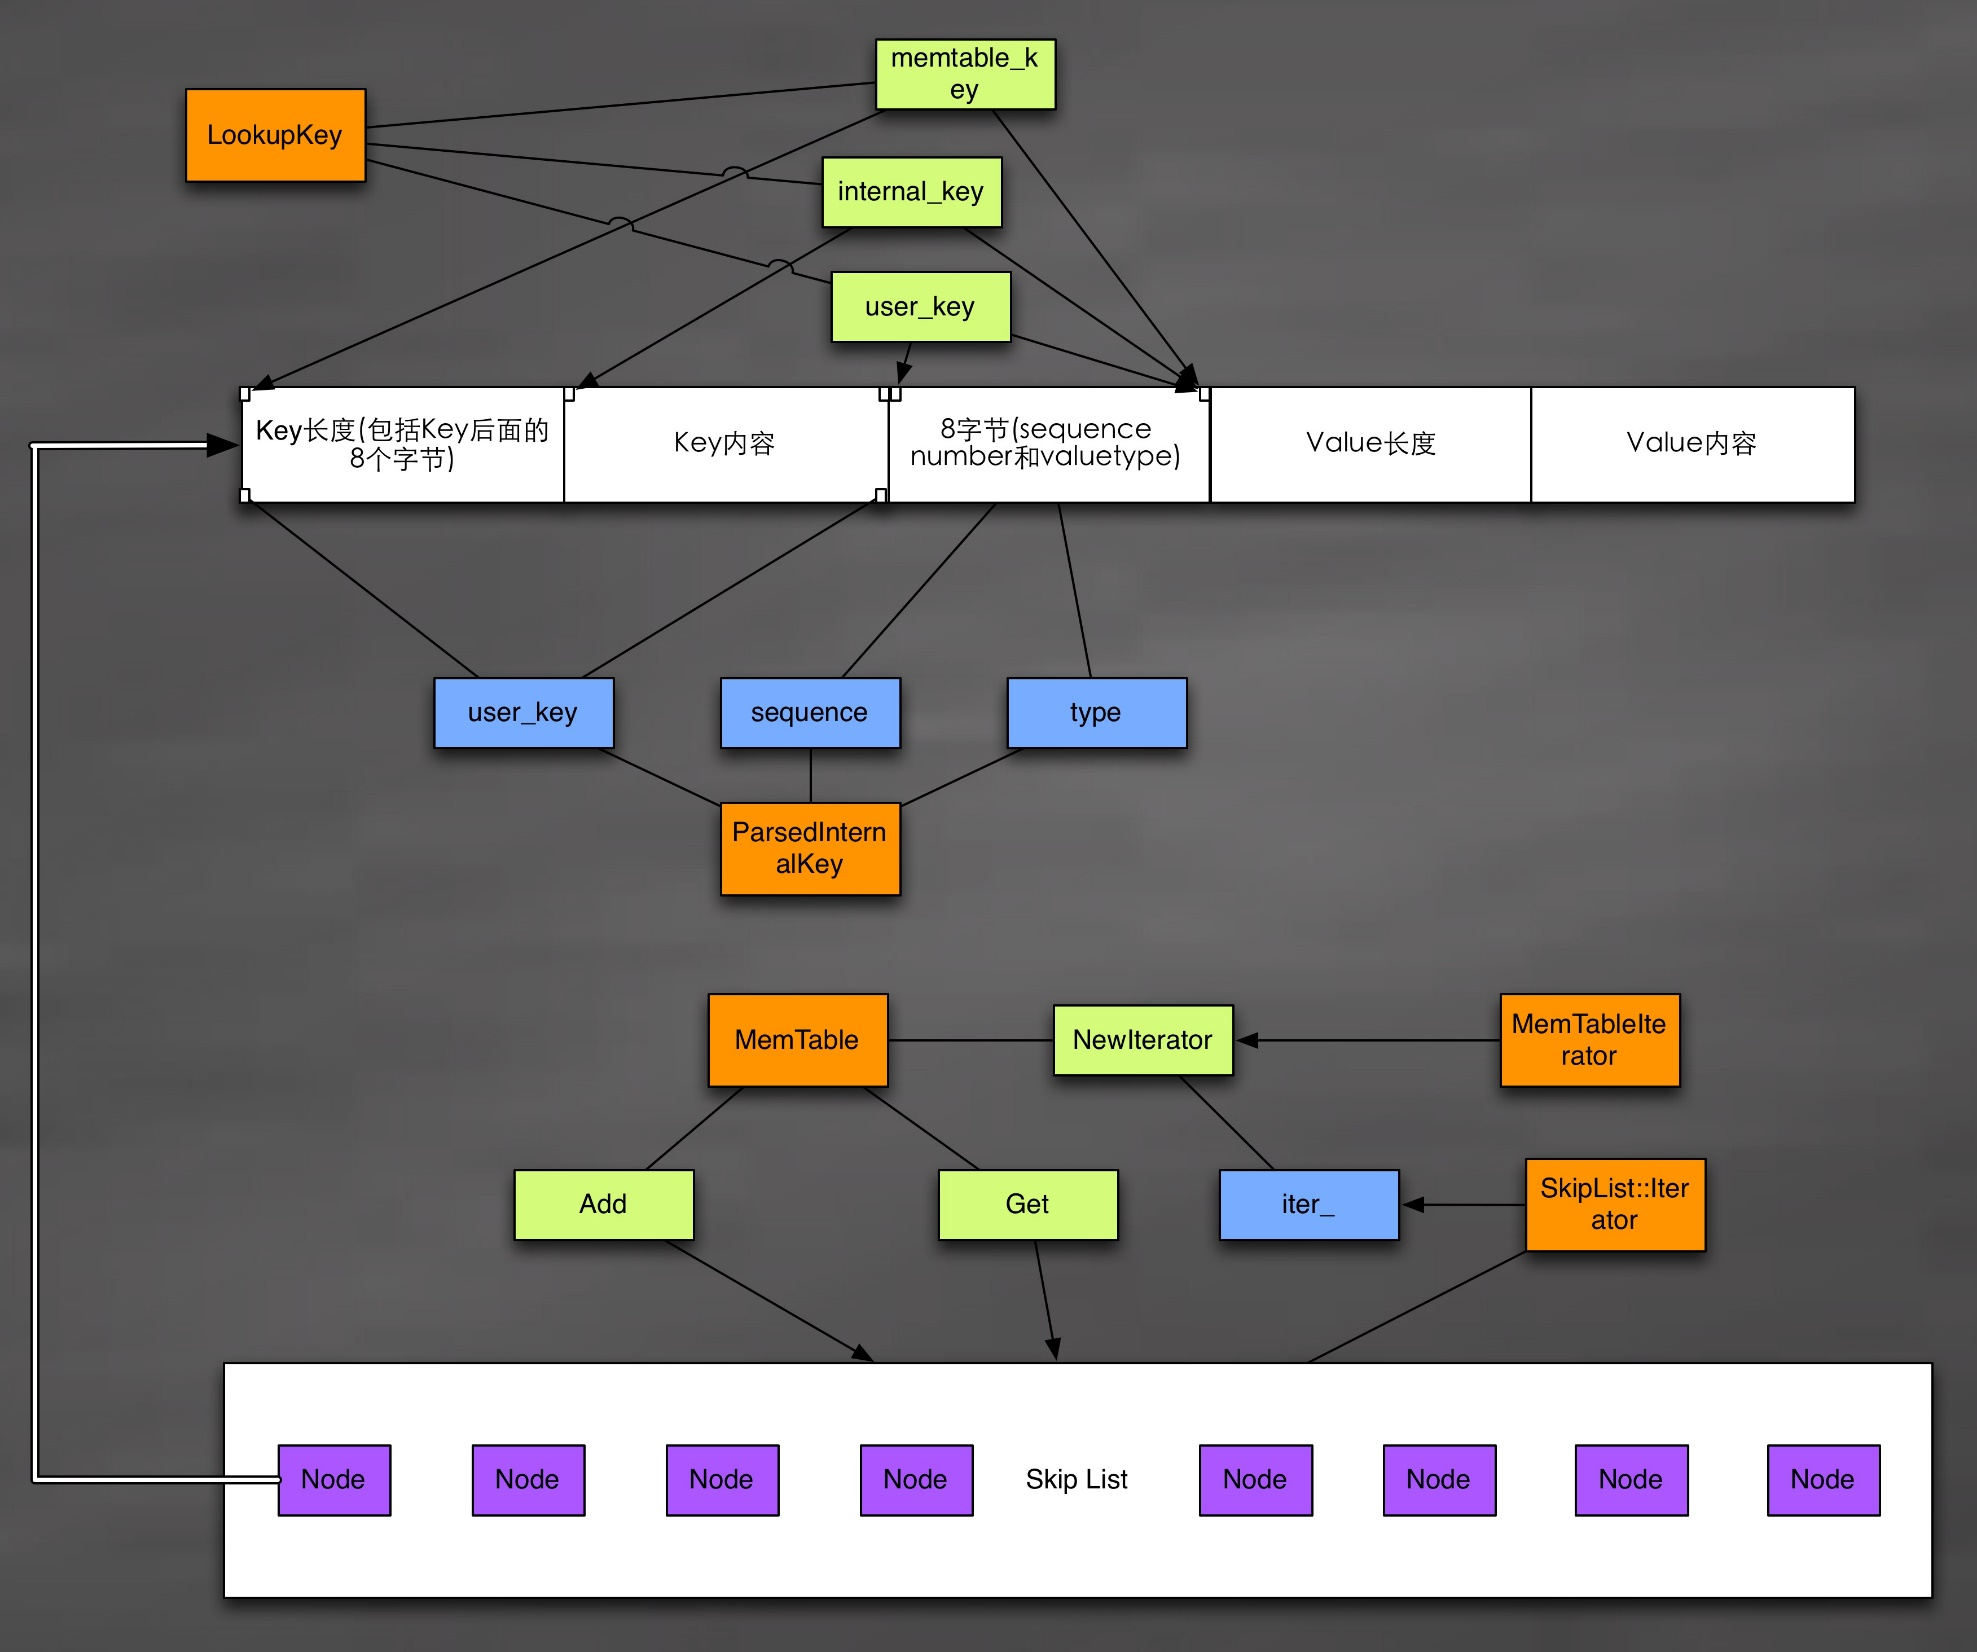 memtable_k
ey
LookupKey
internal_key
user_key
Key长度(包括Key后面的
8个字节)
Key内容
8字节(sequence
number和valuetype)
Value长度
Value内容
user_key
sequence
type
ParsedIntern
alKey
MemTable
NewIterator
MemTableIte
rator
Add
Get
iter_
SkipList::Iter
ator
Node
Node
Node
Node
Skip List
Node
Node
Node
Node